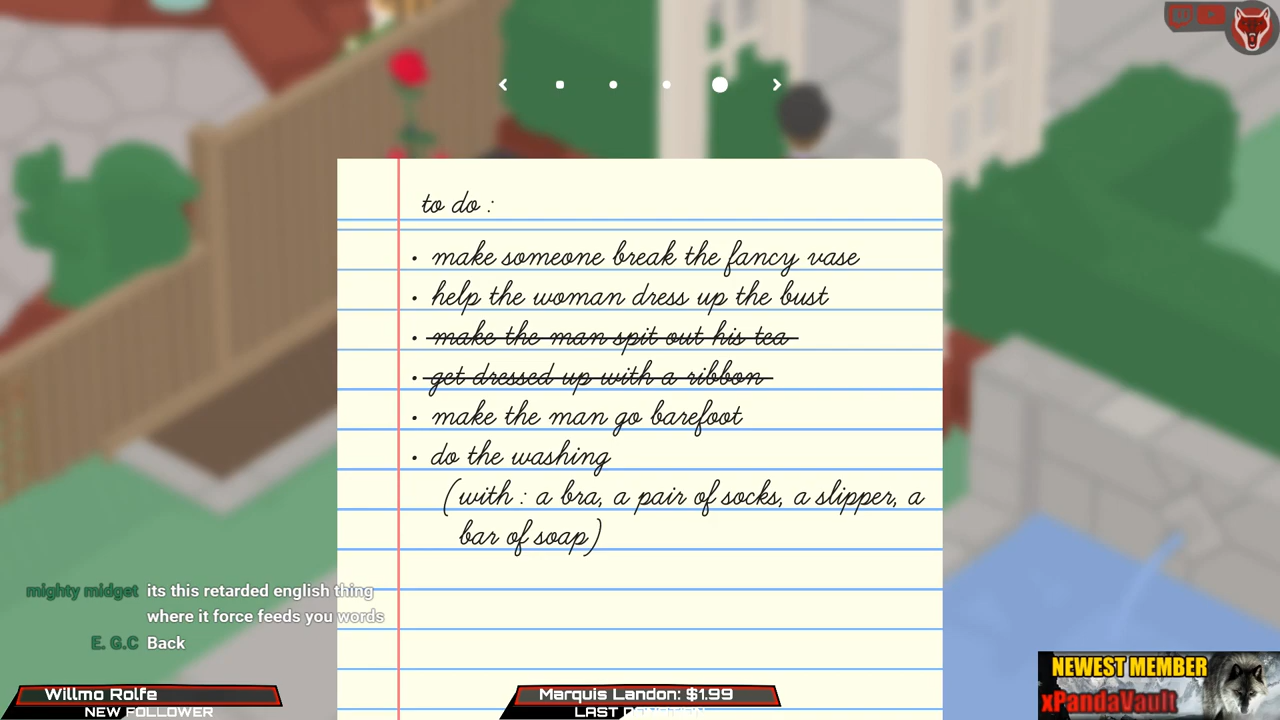 to do :
• make someone break the fancy vase
• help the woman dress up the bust
• make the man spit out his tea
• get dressed up with a ribbon
• make the man go barefoot
• do the washing
(with : a bra, a pair of socks, a slipper, a
bar of soap)
mighty midget its this retarded english thing
where it force feeds you words
E. G.C Back
Willmo Rolfe
NEW FOLLOWER
Marquis Landon: $1.99
LAST DONATION
NEWEST MEMBER
xPandaVault